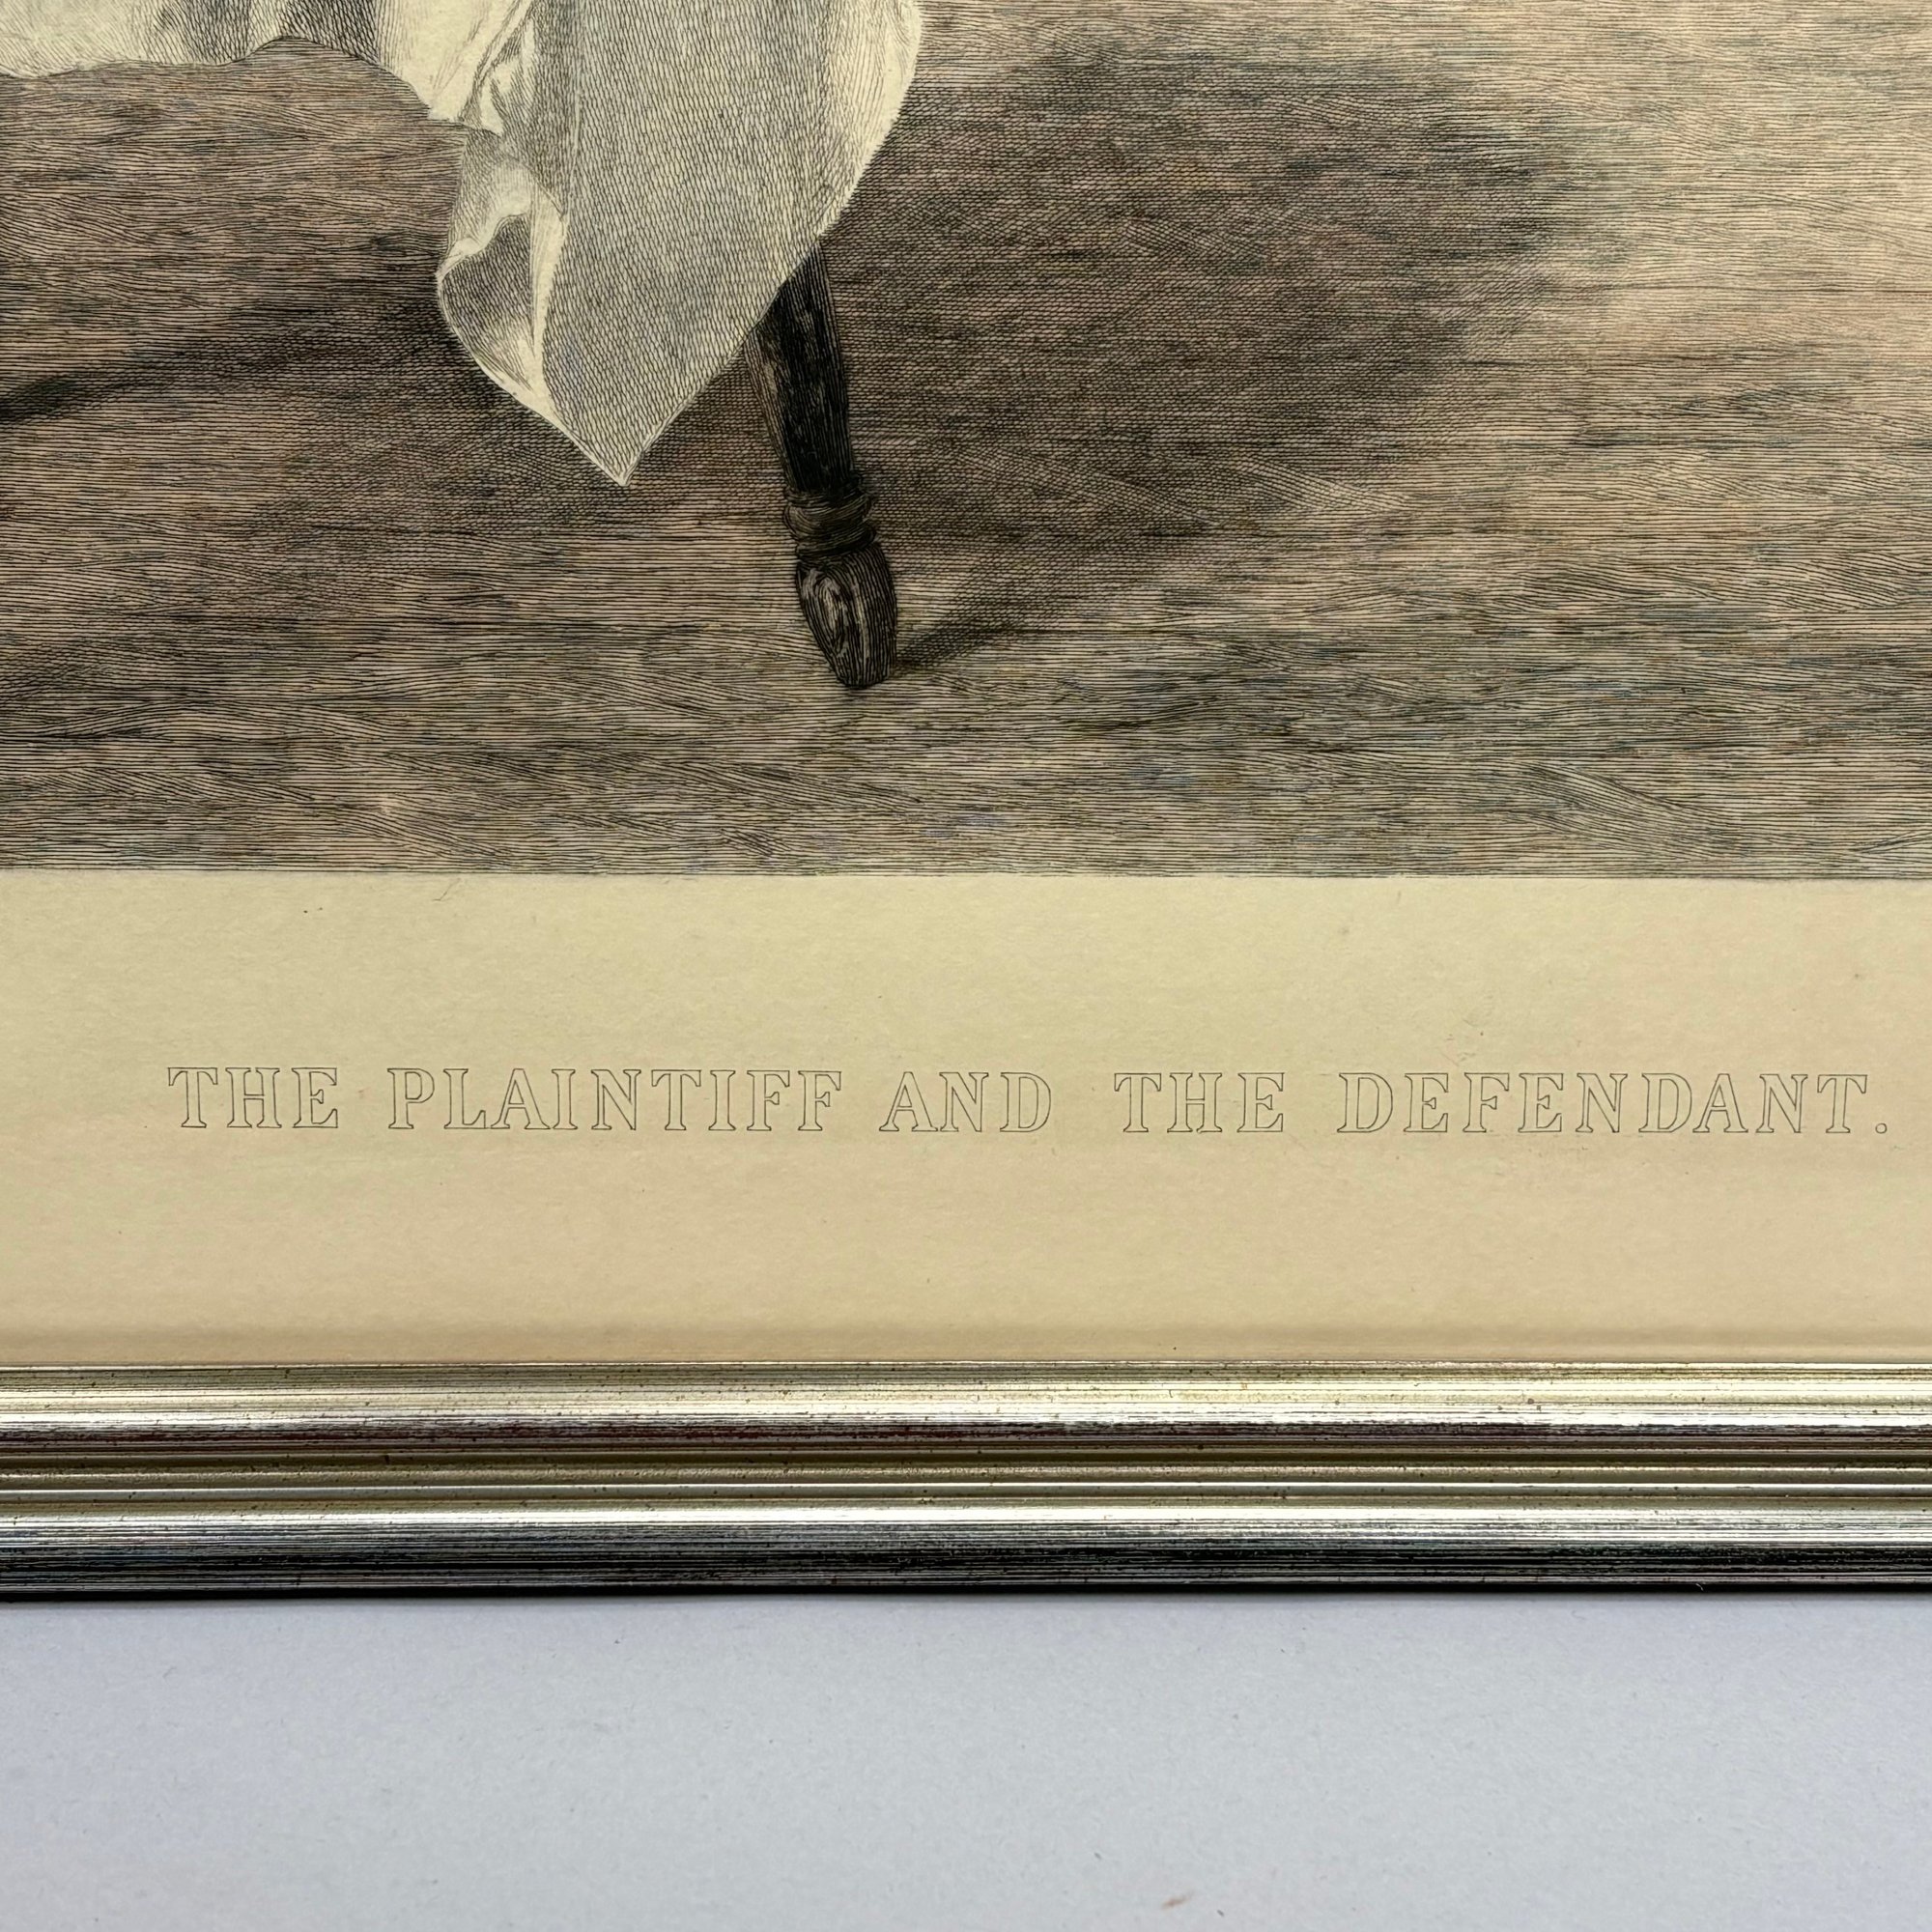 THE PLAINTIFF AND THE DEFENDANT.